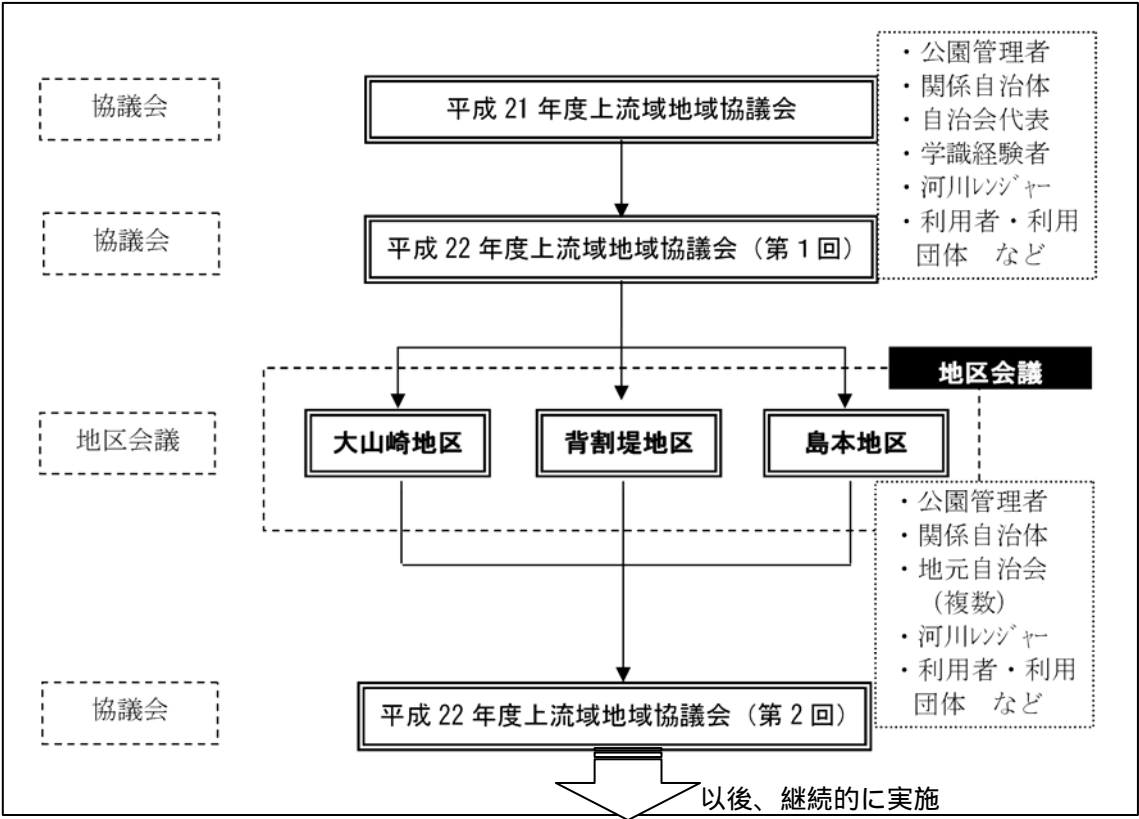 協議会
平成 21 年度上流域地域協議会
・公園管理者
・関係自治体
・自治会代表
・学識経験者
・河川ﾚﾝｼﾞｬｰ
・利用者・利用
団体　など
協議会
平成 22 年度上流域地域協議会（第１回）
地区会議
地区会議
大山崎地区
背割堤地区
島本地区
・公園管理者
・関係自治体
・地元自治会
（複数）
・河川ﾚﾝｼﾞｬｰ
・利用者・利用
団体　など
協議会
平成 22 年度上流域地域協議会（第２回）
以後、継続的に実施